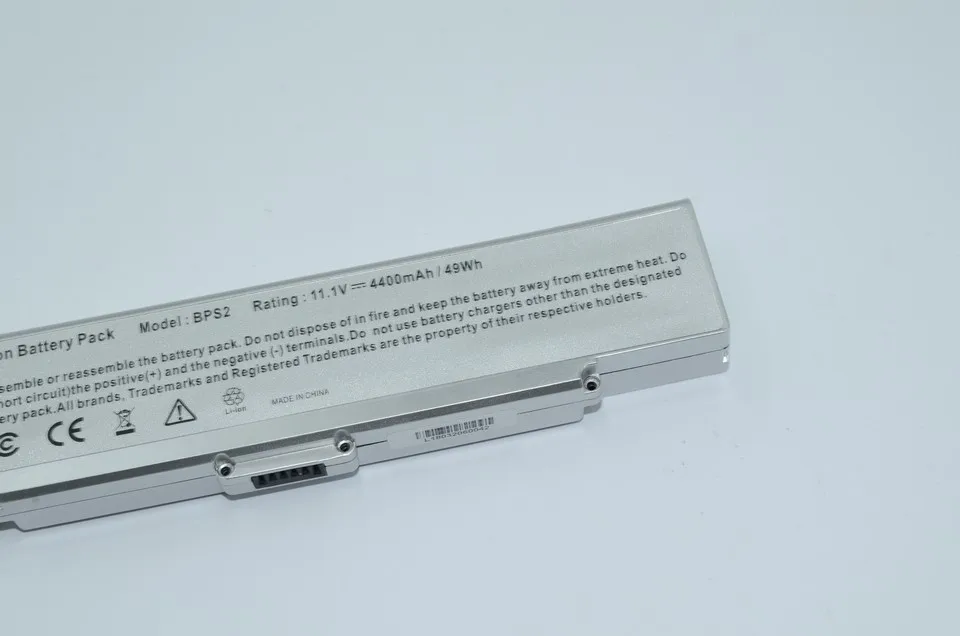 on Battery Pack Model : BPS2 Rating : 11.1V 4400mAh / 49Wh
semble or reassemble the battery pack. Do not dispose of in fire and keep the battery away from extreme heat. Do
hort circuit)the positive(+) and the negative (-) terminals.Do not use battery chargers other than the designated
ery pack.All brands, Trademarks and Registered Trademarks are the property of their respective holders.
CE
Li-ion
MADE IN CHINA